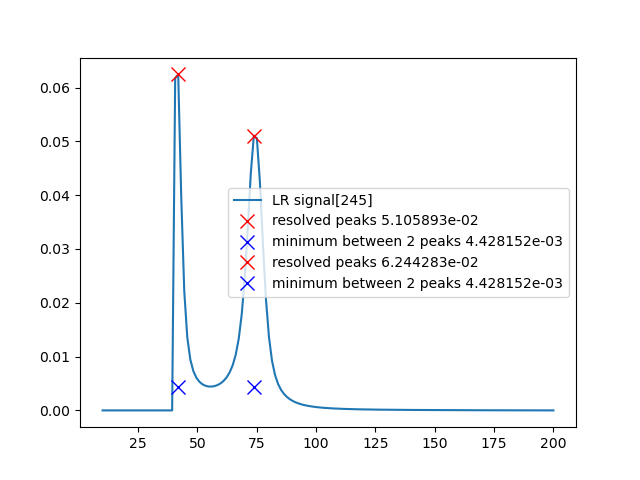 0.06
0.05
0.04
0.03
0.02
0.01
0.00
LR signal[245]
resolved peaks 5.105893e-02
minimum between 2 peaks 4.428152e-03
resolved peaks 6.244283e-02
minimum between 2 peaks 4.428152e-03
25 50 75 100 125 150 175 200